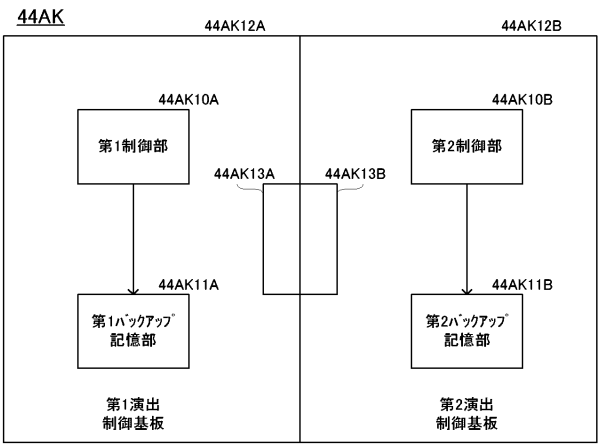 44AK
44AK12A
44AK12B
44AK10A
44AK10B
第1制御部
第2制御部
44AK13A
44AK13B
44AK11A
44AK11B
第1ﾊﾞｯｸｱｯﾌﾟ
記憶部
第2ﾊﾞｯｸｱｯﾌﾟ
記憶部
第1演出
制御基板
第2演出
制御基板